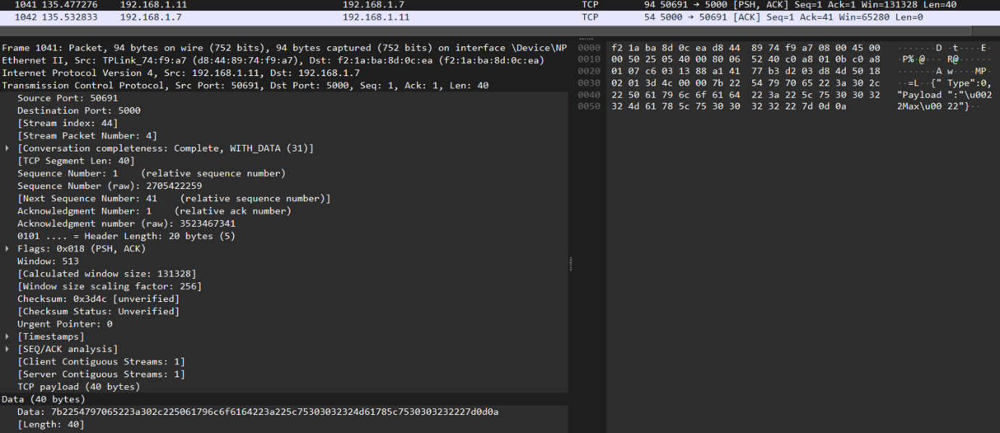 1041 135.477276 192.168.1.11 192.168.1.7 TCP 94 50691 → 5000 [PSH, ACK] Seq=1 Ack=1 Win=131328 Len=40
1042 135.532833 192.168.1.7 192.168.1.11 TCP 54 5000 → 50691 [ACK] Seq=1 Ack=41 Win=65280 Len=0
Frame 1041: Packet, 94 bytes on wire (752 bits), 94 bytes captured (752 bits) on interface \Device\NP
Ethernet II, Src: TPLink_74:f9:a7 (d8:44:89:74:f9:a7), Dst: f2:1a:ba:8d:0c:ea (f2:1a:ba:8d:0c:ea)
Internet Protocol Version 4, Src: 192.168.1.11, Dst: 192.168.1.7
Transmission Control Protocol, Src Port: 50691, Dst Port: 5000, Seq: 1, Ack: 1, Len: 40
Source Port: 50691
Destination Port: 5000
[Stream index: 44]
[Stream Packet Number: 4]
[Conversation completeness: Complete, WITH_DATA (31)]
[TCP Segment Len: 40]
Sequence Number: 1 (relative sequence number)
Sequence Number (raw): 2705422259
[Next Sequence Number: 41 (relative sequence number)]
Acknowledgment Number: 1 (relative ack number)
Acknowledgment number (raw): 3523467341
0101 .... = Header Length: 20 bytes (5)
Flags: 0x018 (PSH, ACK)
Window: 513
[Calculated window size: 131328]
[Window size scaling factor: 256]
Checksum: 0x3d4c [unverified]
[Checksum Status: Unverified]
Urgent Pointer: 0
[Timestamps]
[SEQ/ACK analysis]
[Client Contiguous Streams: 1]
[Server Contiguous Streams: 1]
TCP payload (40 bytes)
Data (40 bytes)
Data: 7b2254797065223a302c225061796c6f6164223a225c75303032324d61785c7530303232227d0d0a
[Length: 40]
0000 f2 1a ba 8d 0c ea d8 44 89 74 f9 a7 08 00 45 00 ·······D ·t····E·
0010 00 50 25 05 40 00 80 06 52 40 c0 a8 01 0b c0 a8 ·P%·@··· R@······
0020 01 07 c6 03 13 88 a1 41 77 b3 d2 03 d8 4d 50 18 ·······A w····MP·
0030 02 01 3d 4c 00 00 7b 22 54 79 70 65 22 3a 30 2c ··=L··{" Type":0,
0040 22 50 61 79 6c 6f 61 64 22 3a 22 5c 75 30 30 32 "Payload ":"\u002
0050 32 4d 61 78 5c 75 30 30 32 32 22 7d 0d 0a 2Max\u00 22"}··